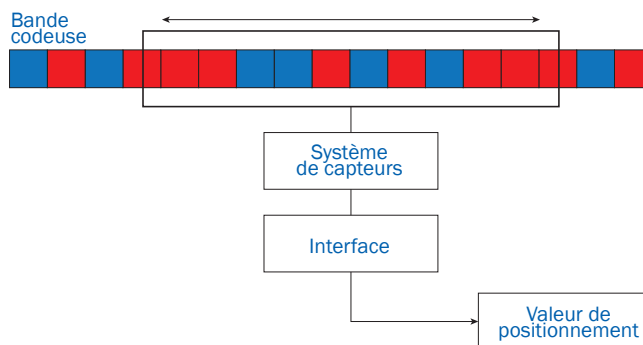 Bande
codeuse
Système
de capteurs
Interface
Valeur de
positionnement